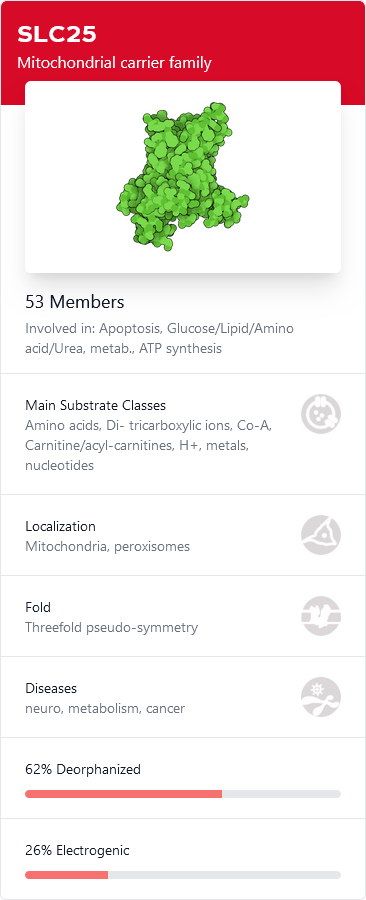 SLC25
Mitochondrial carrier family
53 Members
Involved in: Apoptosis, Glucose/Lipid/Amino
acid/Urea, metab., ATP synthesis
Main Substrate Classes
Amino acids, Di- tricarboxylic ions, Co-A,
Carnitine/acyl-carnitines, H+, metals,
nucleotides
Localization
Mitochondria, peroxisomes
Fold
Threefold pseudo-symmetry
Diseases
neuro, metabolism, cancer
62% Deorphanized
26% Electrogenic